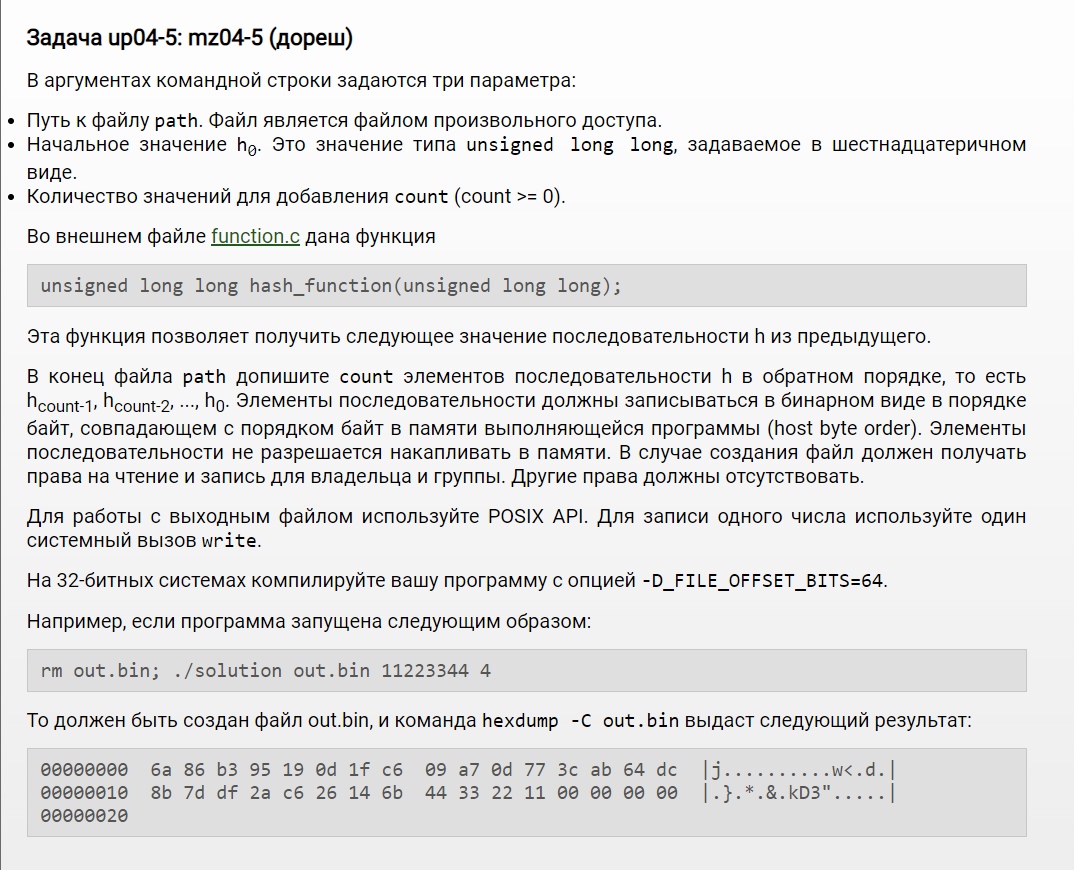 Задача up04-5: mz04-5 (дореш)
В аргументах командной строки задаются три параметра:
• Путь к файлу path. Файл является файлом произвольного доступа.
• Начальное значение h0. Это значение типа unsigned long long, задаваемое в шестнадцатеричном
виде.
• Количество значений для добавления count (count >= 0).
Во внешнем файле function.c дана функция
unsigned long long hash_function(unsigned long long);
Эта функция позволяет получить следующее значение последовательности h из предыдущего.
В конец файла path допишите count элементов последовательности h в обратном порядке, то есть
hcount-1, hcount-2, ..., h0. Элементы последовательности должны записываться в бинарном виде в порядке
байт, совпадающем с порядком байт в памяти выполняющейся программы (host byte order). Элементы
последовательности не разрешается накапливать в памяти. В случае создания файл должен получать
права на чтение и запись для владельца и группы. Другие права должны отсутствовать.
Для работы с выходным файлом используйте POSIX API. Для записи одного числа используйте один
системный вызов write.
На 32-битных системах компилируйте вашу программу с опцией -D_FILE_OFFSET_BITS=64.
Например, если программа запущена следующим образом:
rm out.bin; ./solution out.bin 11223344 4
То должен быть создан файл out.bin, и команда hexdump -C out.bin выдаст следующий результат:
00000000  6a 86 b3 95 19 0d 1f c6  09 a7 0d 77 3c ab 64 dc  |j..........w<.d.|
00000010  8b 7d df 2a c6 26 14 6b  44 33 22 11 00 00 00 00  |.}.*.&.kD3".....|
00000020